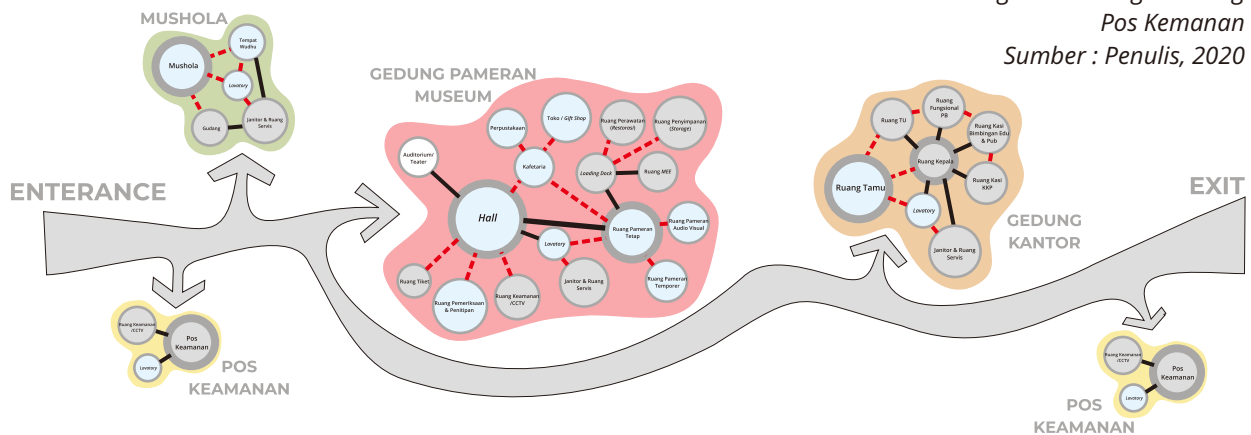 Pos Kemanan
Sumber : Penulis, 2020
MUSHOLA
Tempat
Wudhu
Mushola
Lavatory
Gudang
Janitor & Ruang
Servis
GEDUNG PAMERAN
MUSEUM
Perpustakaan
Toko / Gift Shop
Ruang Perawatan
(Restorasi)
Ruang Penyimpanan
(Storage)
Auditorium/
Teater
Kafetaria
Loading Dock
Ruang MEE
Hall
Lavatory
Ruang Pameran
Tetap
Ruang Pameran
Audio Visual
Ruang Tiket
Ruang Pemeriksaan
& Penitipan
Ruang Keamanan
/CCTV
Janitor & Ruang
Servis
Ruang Pameran
Temporer
Ruang TU
Ruang
Fungsional
PB
Ruang Kasi
Bimbingan Edu
& Pub
Ruang Kepala
Ruang Tamu
Ruang Kasi
KKP
Lavatory
Janitor & Ruang
Servis
GEDUNG
KANTOR
ENTERANCE
EXIT
Ruang Keamanan
/CCTV
Pos
Keamanan
Lavatory
POS
KEAMANAN
Ruang Keamanan
/CCTV
Pos
Keamanan
Lavatory
POS
KEAMANAN